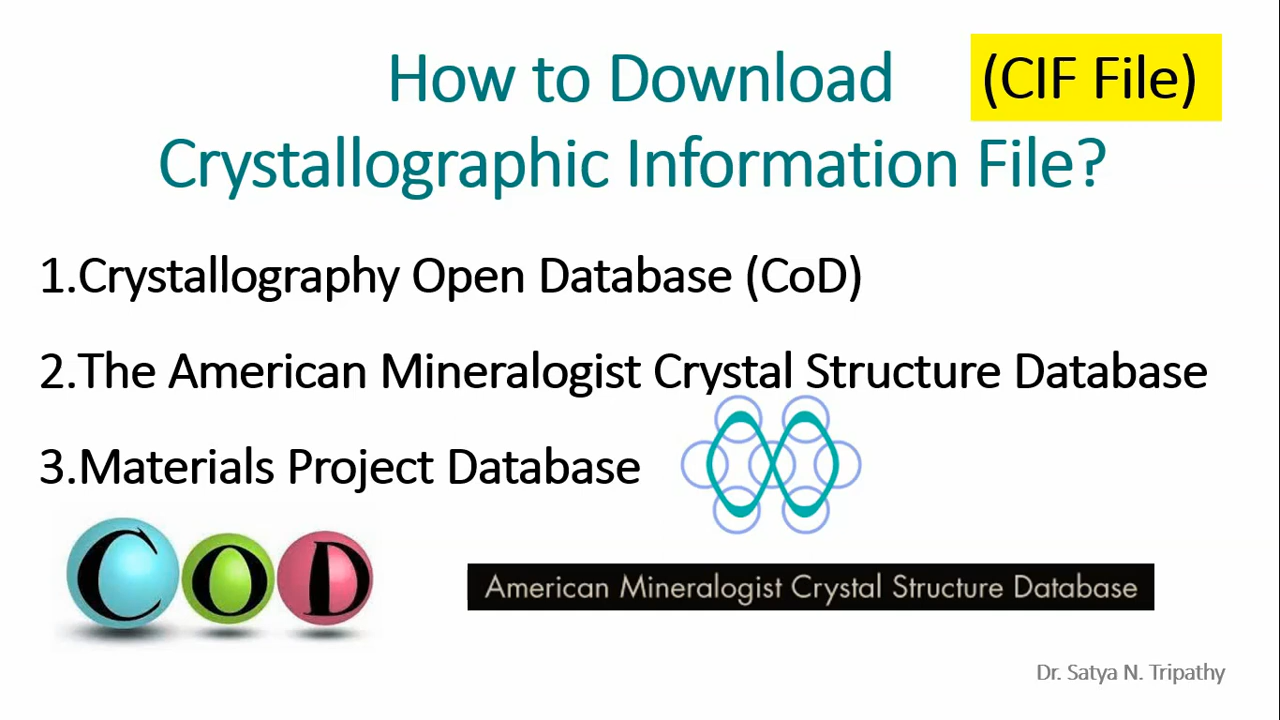 How to Download (CIF File)
Crystallographic Information File?
1.Crystallography Open Database (CoD)
2.The American Mineralogist Crystal Structure Database
3.Materials Project Database
COD
American Mineralogist Crystal Structure Database
Dr. Satya N. Tripathy